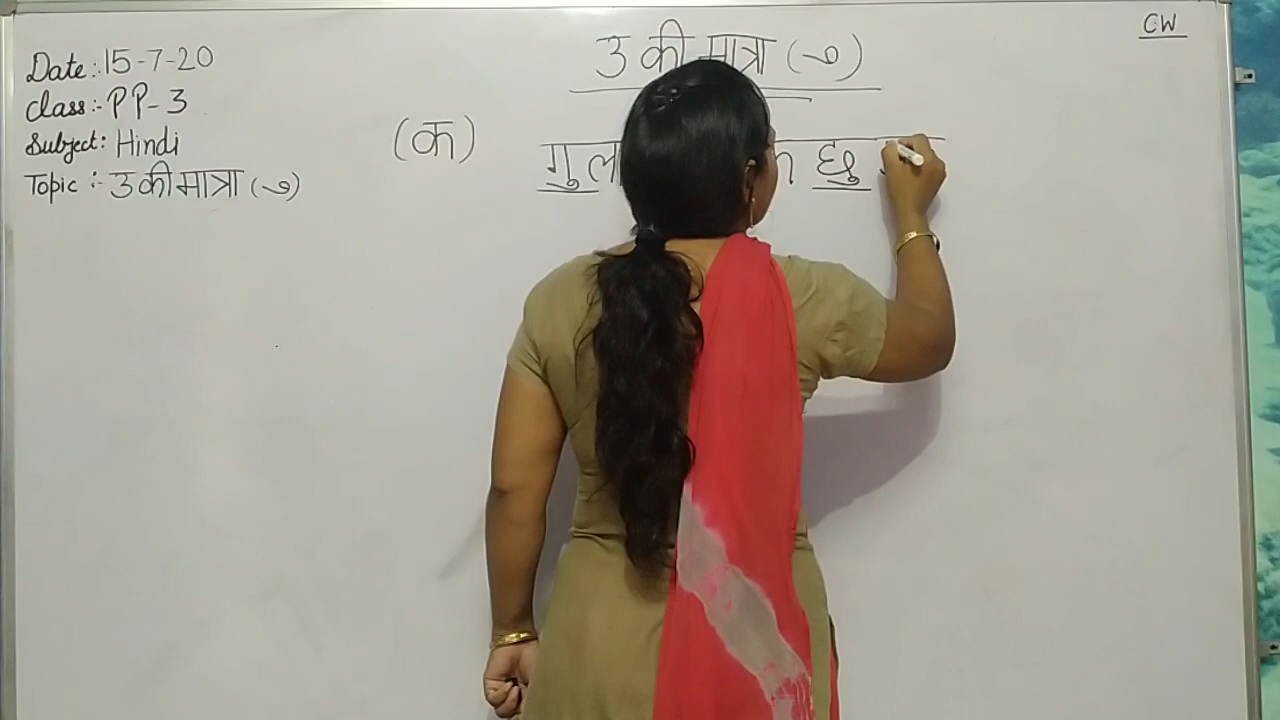 CW
उ की मात्रा (ु)
Date:-15-7-20
Class:- PP-3
Subject: Hindi
Topic:- उ की मात्रा (ु)
(क)
छु